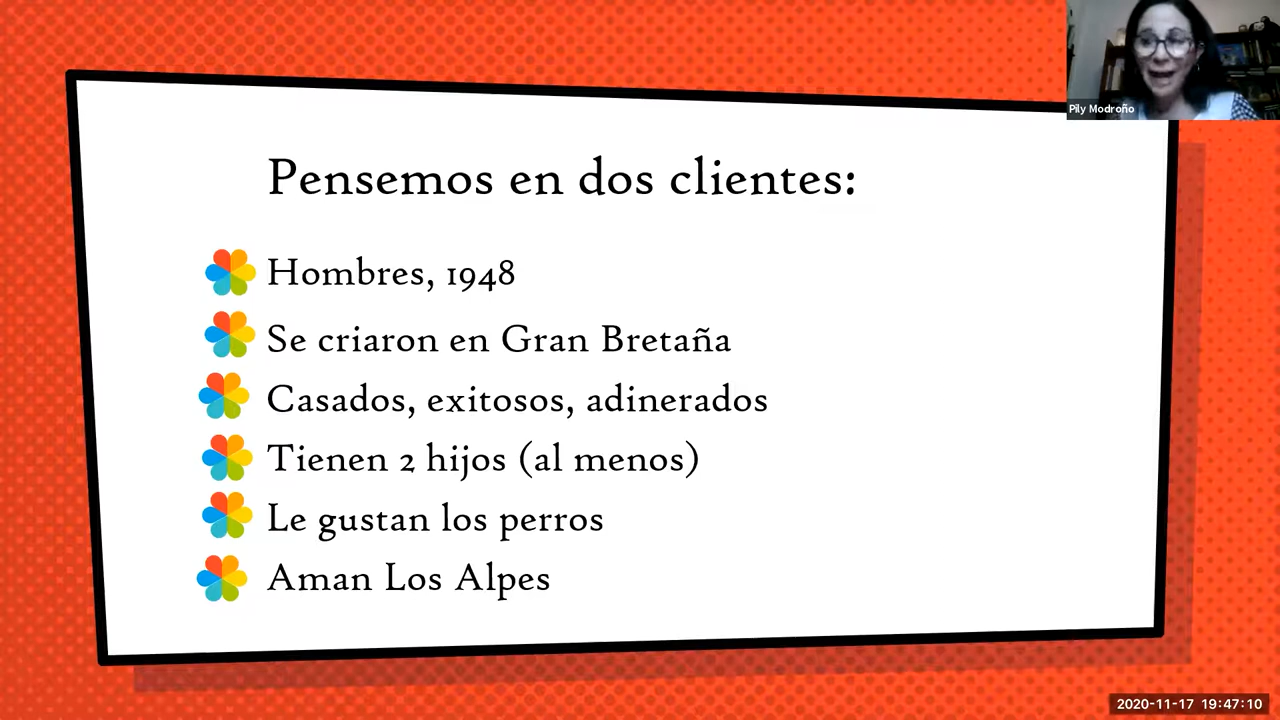 Pily Modroño
Pensemos en dos clientes:
Hombres, 1948
Se criaron en Gran Bretaña
Casados, exitosos, adinerados
Tienen 2 hijos (al menos)
Le gustan los perros
Aman Los Alpes
2020-11-17 19:47:10